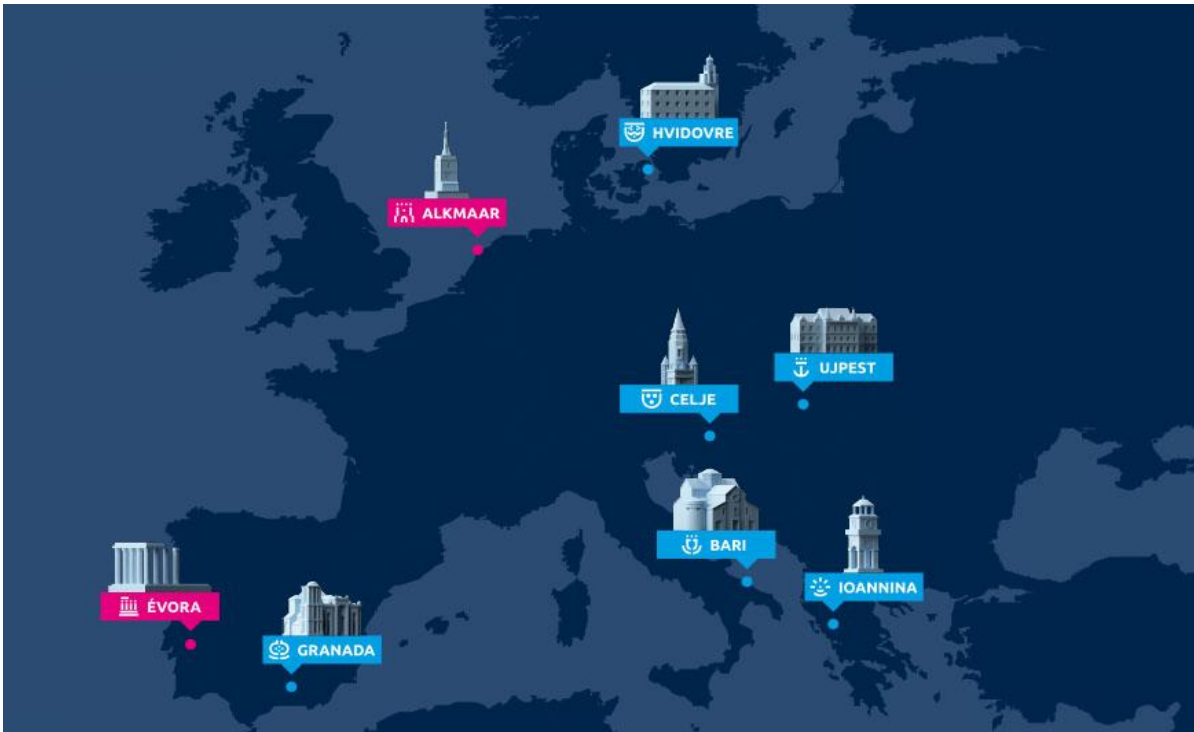 HVIDOVRE
ALKMAAR
UJPEST
CELJE
BARI
IOANNINA
ÉVORA
GRANADA